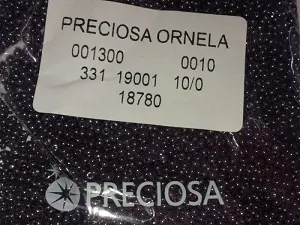 PRECIOSA ORNELA
001300 0010
331 19001 10/0
18780
PRECIOSA